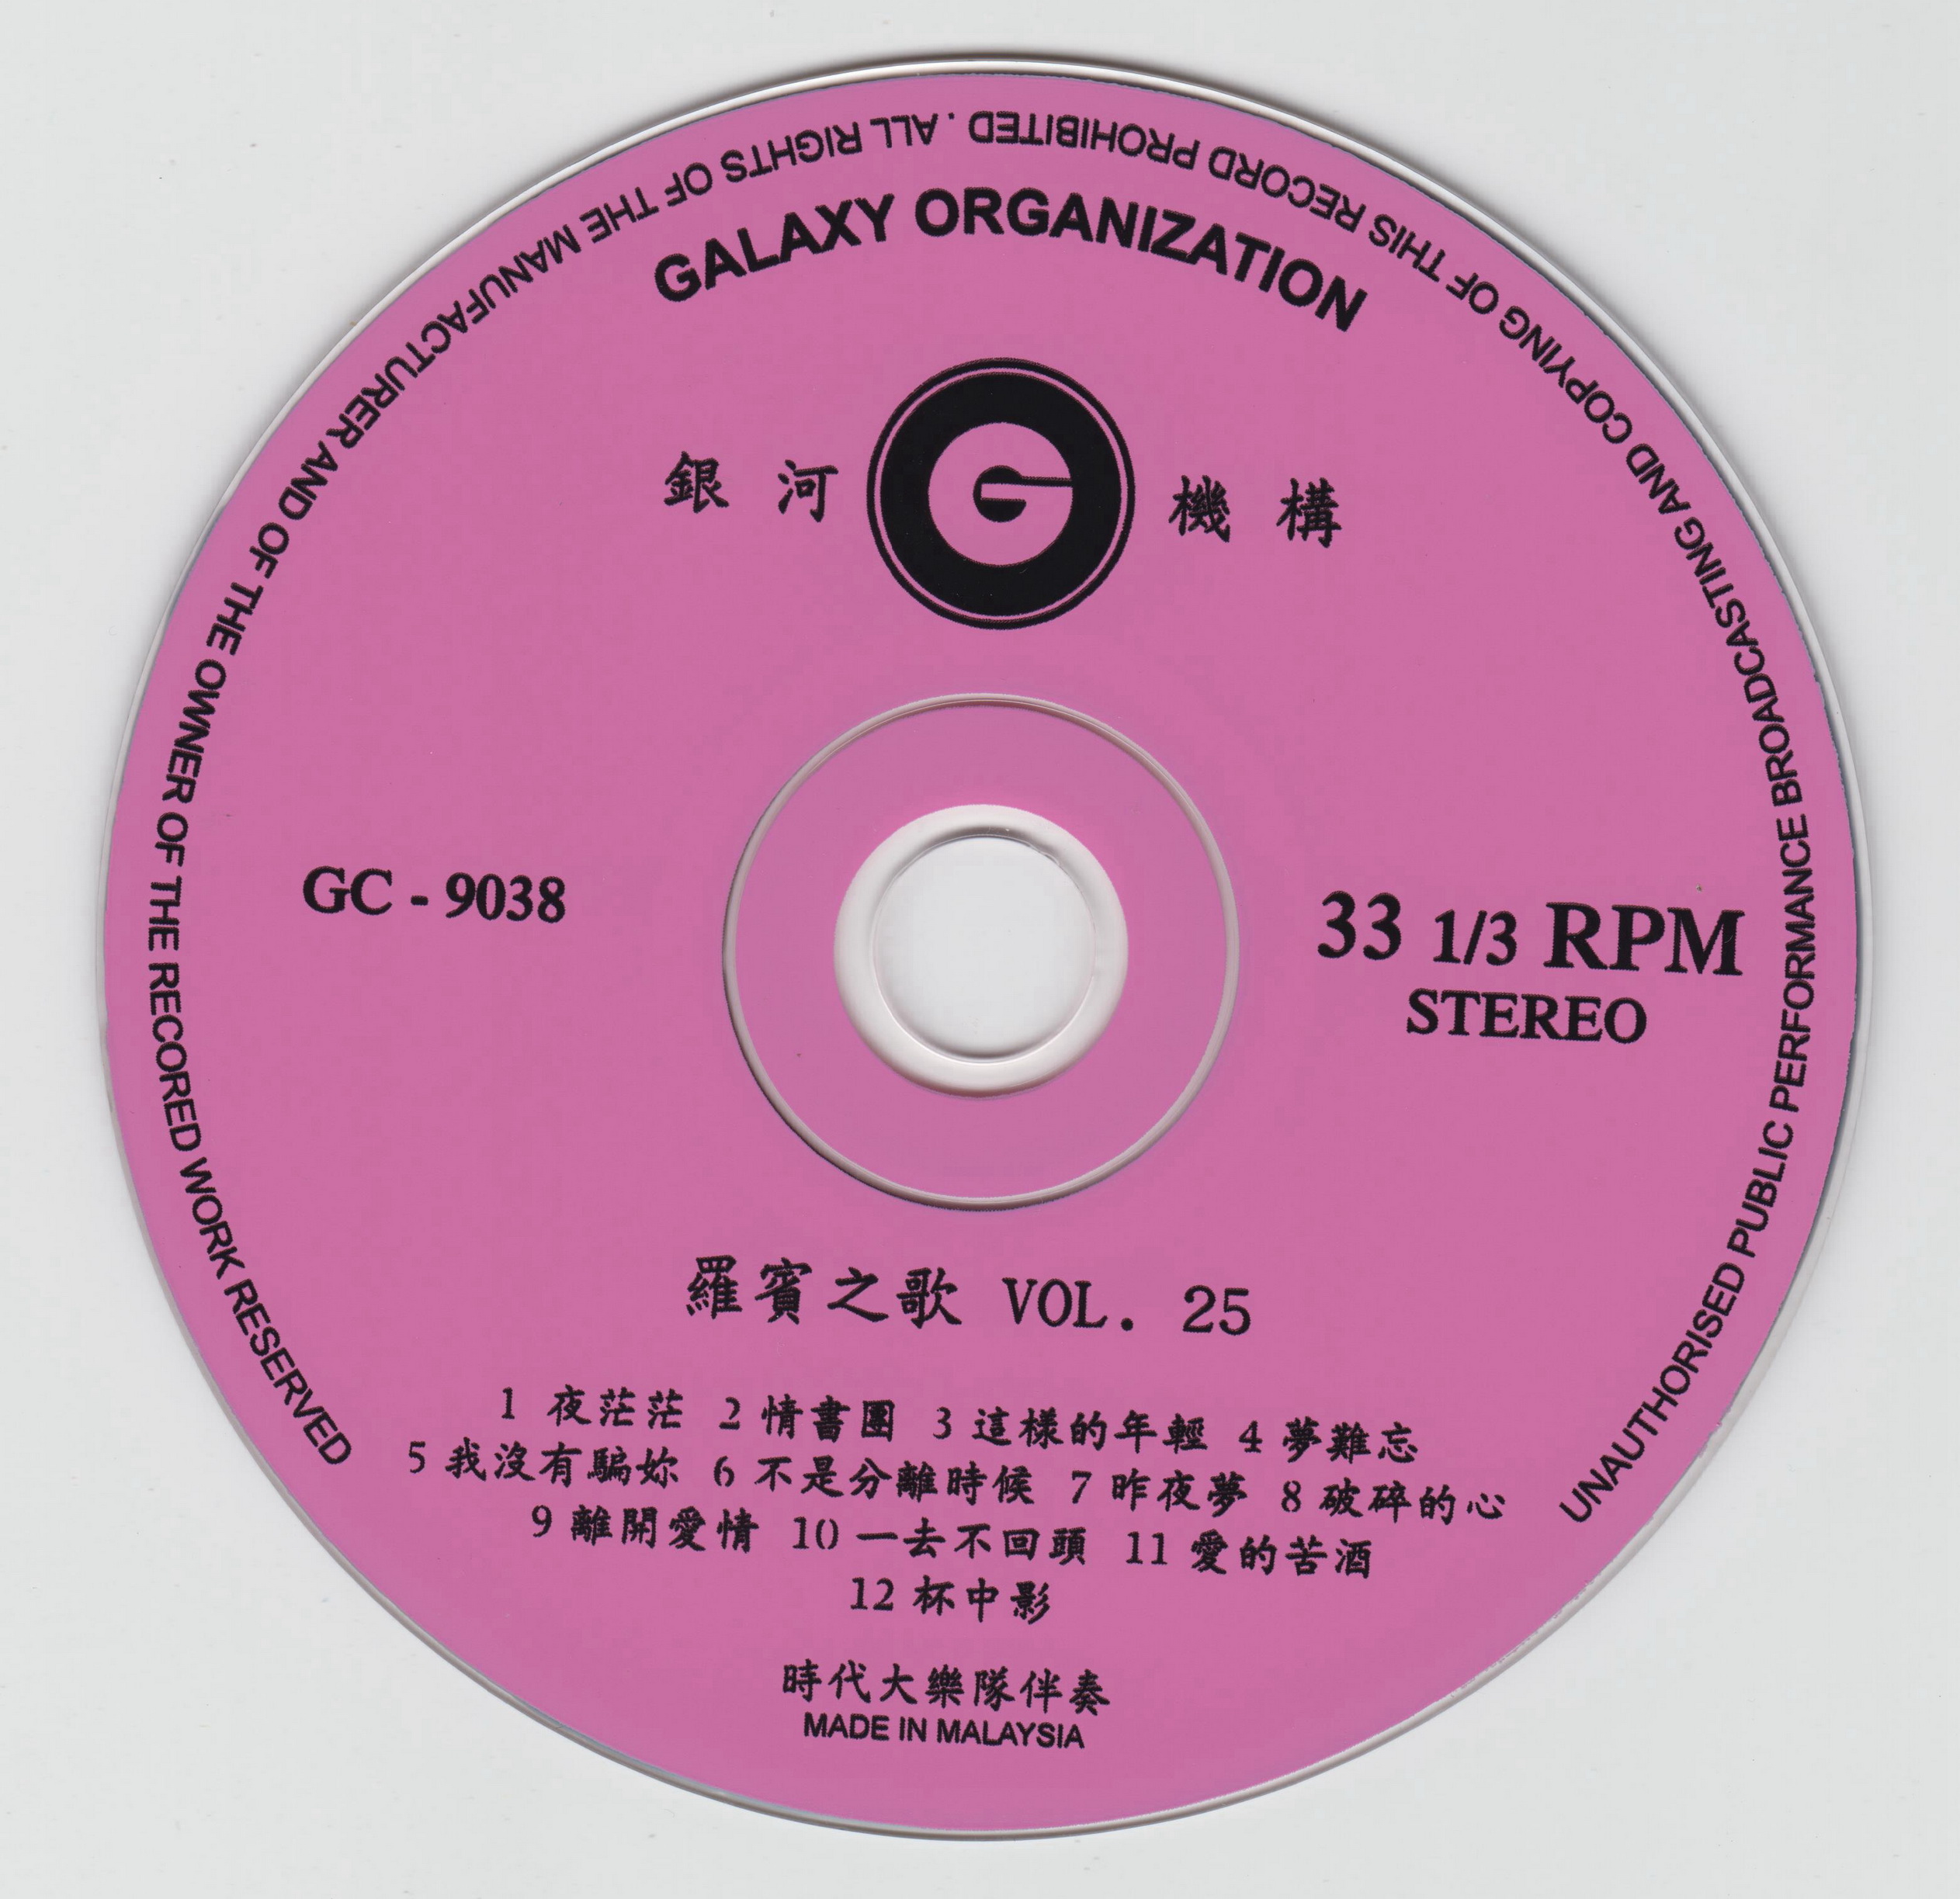 UNAUTHORISED PUBLIC PERFORMANCE BROADCASTING AND COPYING OF THIS RECORD PROHIBITED . ALL RIGHTS OF THE MANUFACTURER AND OF THE OWNER OF THE RECORED WORK RESERVED
GALAXY ORGANIZATION
銀河 G 機構
GC - 9038
33 1/3 RPM
STEREO
羅賓之歌 VOL. 25
1 夜茫茫 2 情書團 3 這樣的年輕 4 夢難忘
5 我沒有騙妳 6 不是分離時候 7 昨夜夢 8 破碎的心
9 離開愛情 10 一去不回頭 11 愛的苦酒
12 杯中影
時代大樂隊伴奏
MADE IN MALAYSIA